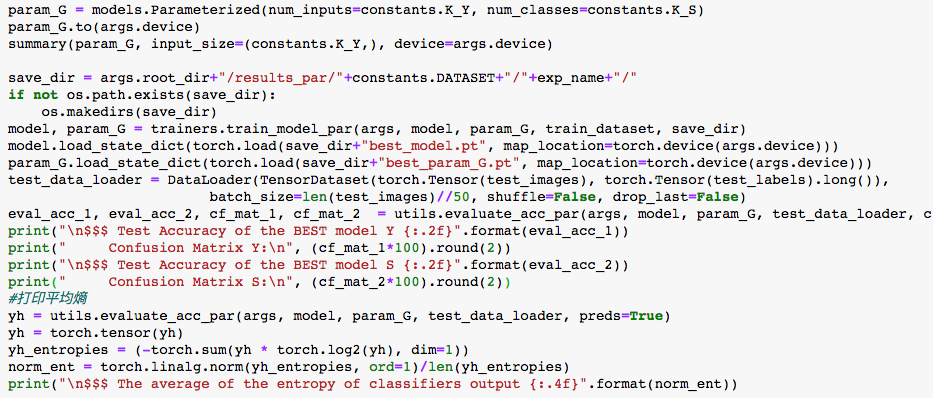 param_G = models.Parameterized(num_inputs=constants.K_Y, num_classes=constants.K_S)
param_G.to(args.device)
summary(param_G, input_size=(constants.K_Y,), device=args.device)

save_dir = args.root_dir+"/results_par/"+constants.DATASET+"/"+exp_name+"/"
if not os.path.exists(save_dir):
    os.makedirs(save_dir)
model, param_G = trainers.train_model_par(args, model, param_G, train_dataset, save_dir)
model.load_state_dict(torch.load(save_dir+"best_model.pt", map_location=torch.device(args.device)))
param_G.load_state_dict(torch.load(save_dir+"best_param_G.pt", map_location=torch.device(args.device)))
test_data_loader = DataLoader(TensorDataset(torch.Tensor(test_images), torch.Tensor(test_labels).long()),
                         batch_size=len(test_images)//50, shuffle=False, drop_last=False)
eval_acc_1, eval_acc_2, cf_mat_1, cf_mat_2  = utils.evaluate_acc_par(args, model, param_G, test_data_loader, c
print("\n$$$ Test Accuracy of the BEST model Y {:.2f}".format(eval_acc_1))
print("     Confusion Matrix Y:\n", (cf_mat_1*100).round(2))
print("\n$$$ Test Accuracy of the BEST model S {:.2f}".format(eval_acc_2))
print("     Confusion Matrix S:\n", (cf_mat_2*100).round(2))
#打印平均熵
yh = utils.evaluate_acc_par(args, model, param_G, test_data_loader, preds=True)
yh = torch.tensor(yh)
yh_entropies = (-torch.sum(yh * torch.log2(yh), dim=1))
norm_ent = torch.linalg.norm(yh_entropies, ord=1)/len(yh_entropies)
print("\n$$$ The average of the entropy of classifiers output {:.4f}".format(norm_ent))